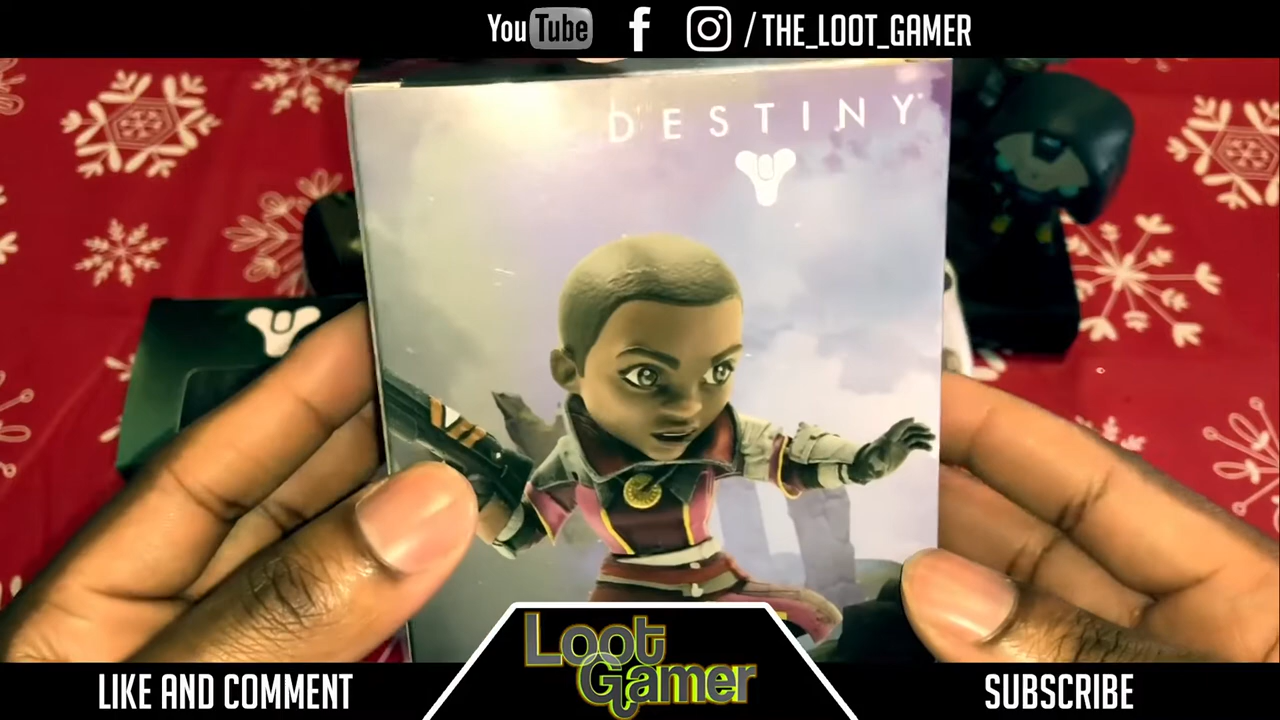 YouTube f / THE_LOOT_GAMER
DESTINY
Loot
Gamer
LIKE AND COMMENT
SUBSCRIBE